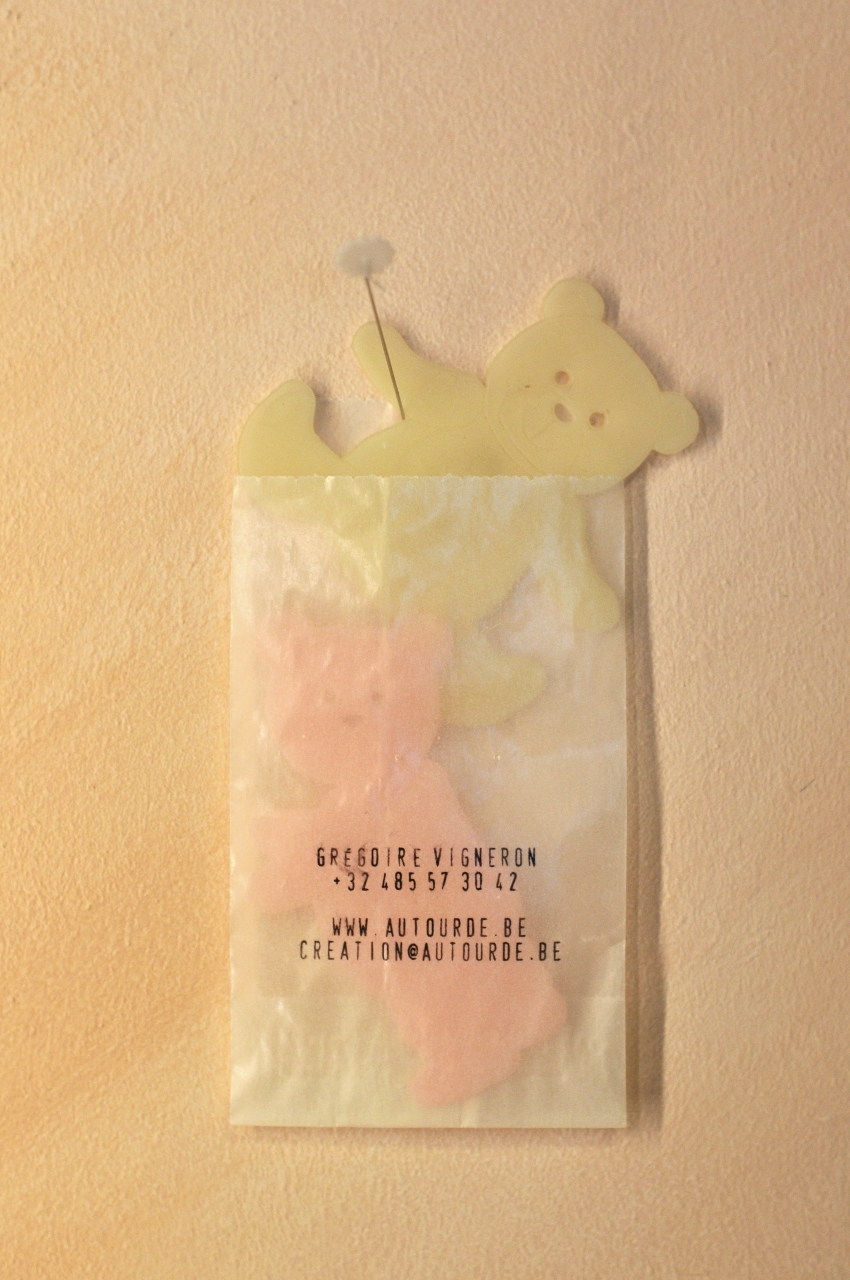 GRÉGOIRE VIGNERON
+32 485 57 30 42
WWW.AUTOURDE.BE
CREATION@AUTOURDE.BE